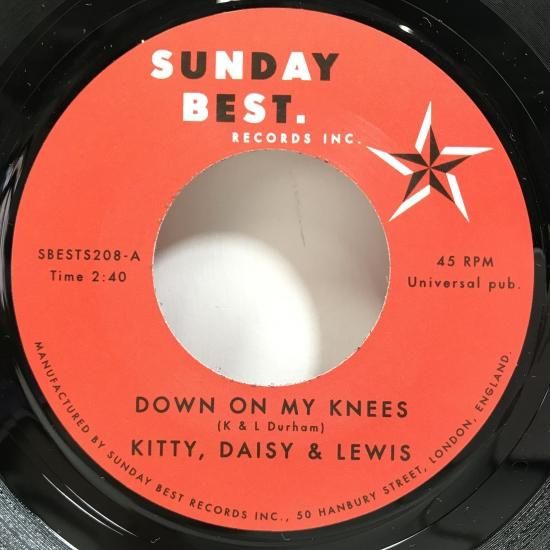 SUNDAY
BEST.
RECORDS INC.
SBESTS208-A
Time 2:40
45 RPM
Universal pub.
DOWN ON MY KNEES
(K & L Durham)
KITTY, DAISY & LEWIS
MANUFACTURED BY SUNDAY BEST RECORDS INC., 50 HANBURY STREET, LONDON, ENGLAND.